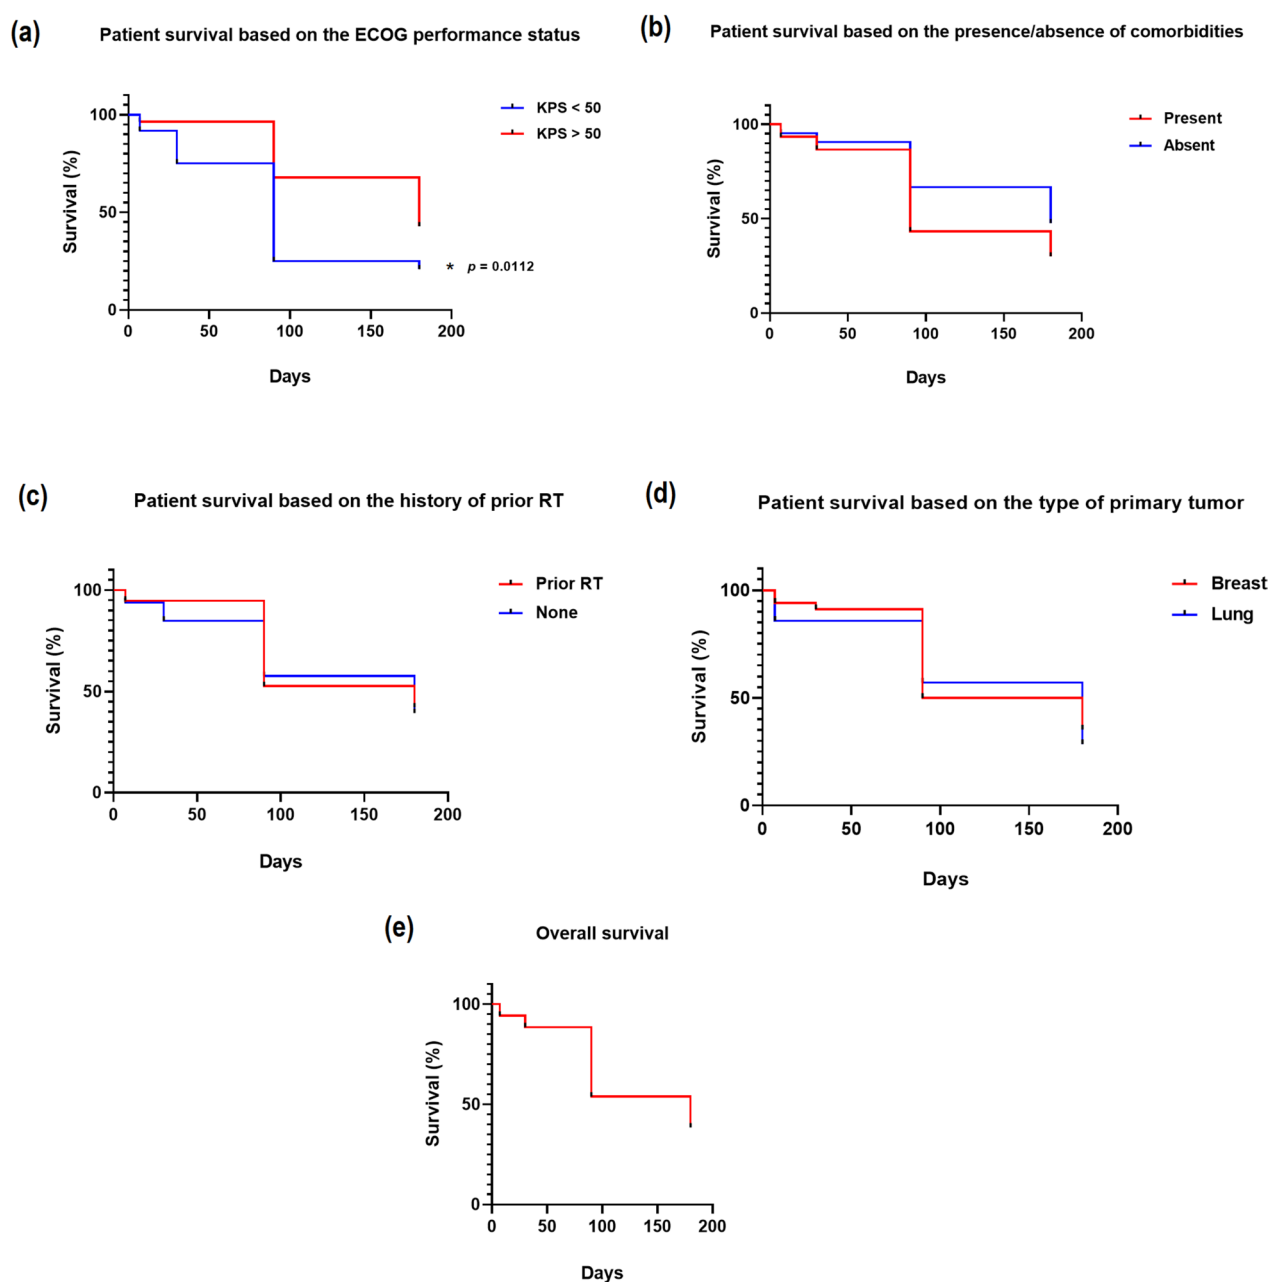 (a)
Patient survival based on the ECOG performance status
KPS < 50
KPS > 50
100
50
0
Survival (%)
* p = 0.0112
0 50 100 150 200
Days
(b)
Patient survival based on the presence/absence of comorbidities
Present
Absent
100
50
0
Survival (%)
0 50 100 150 200
Days
(c)
Patient survival based on the history of prior RT
Prior RT
None
100
50
0
Survival (%)
0 50 100 150 200
Days
(d)
Patient survival based on the type of primary tumor
Breast
Lung
100
50
0
Survival (%)
0 50 100 150 200
Days
(e)
Overall survival
100
50
0
Survival (%)
0 50 100 150 200
Days